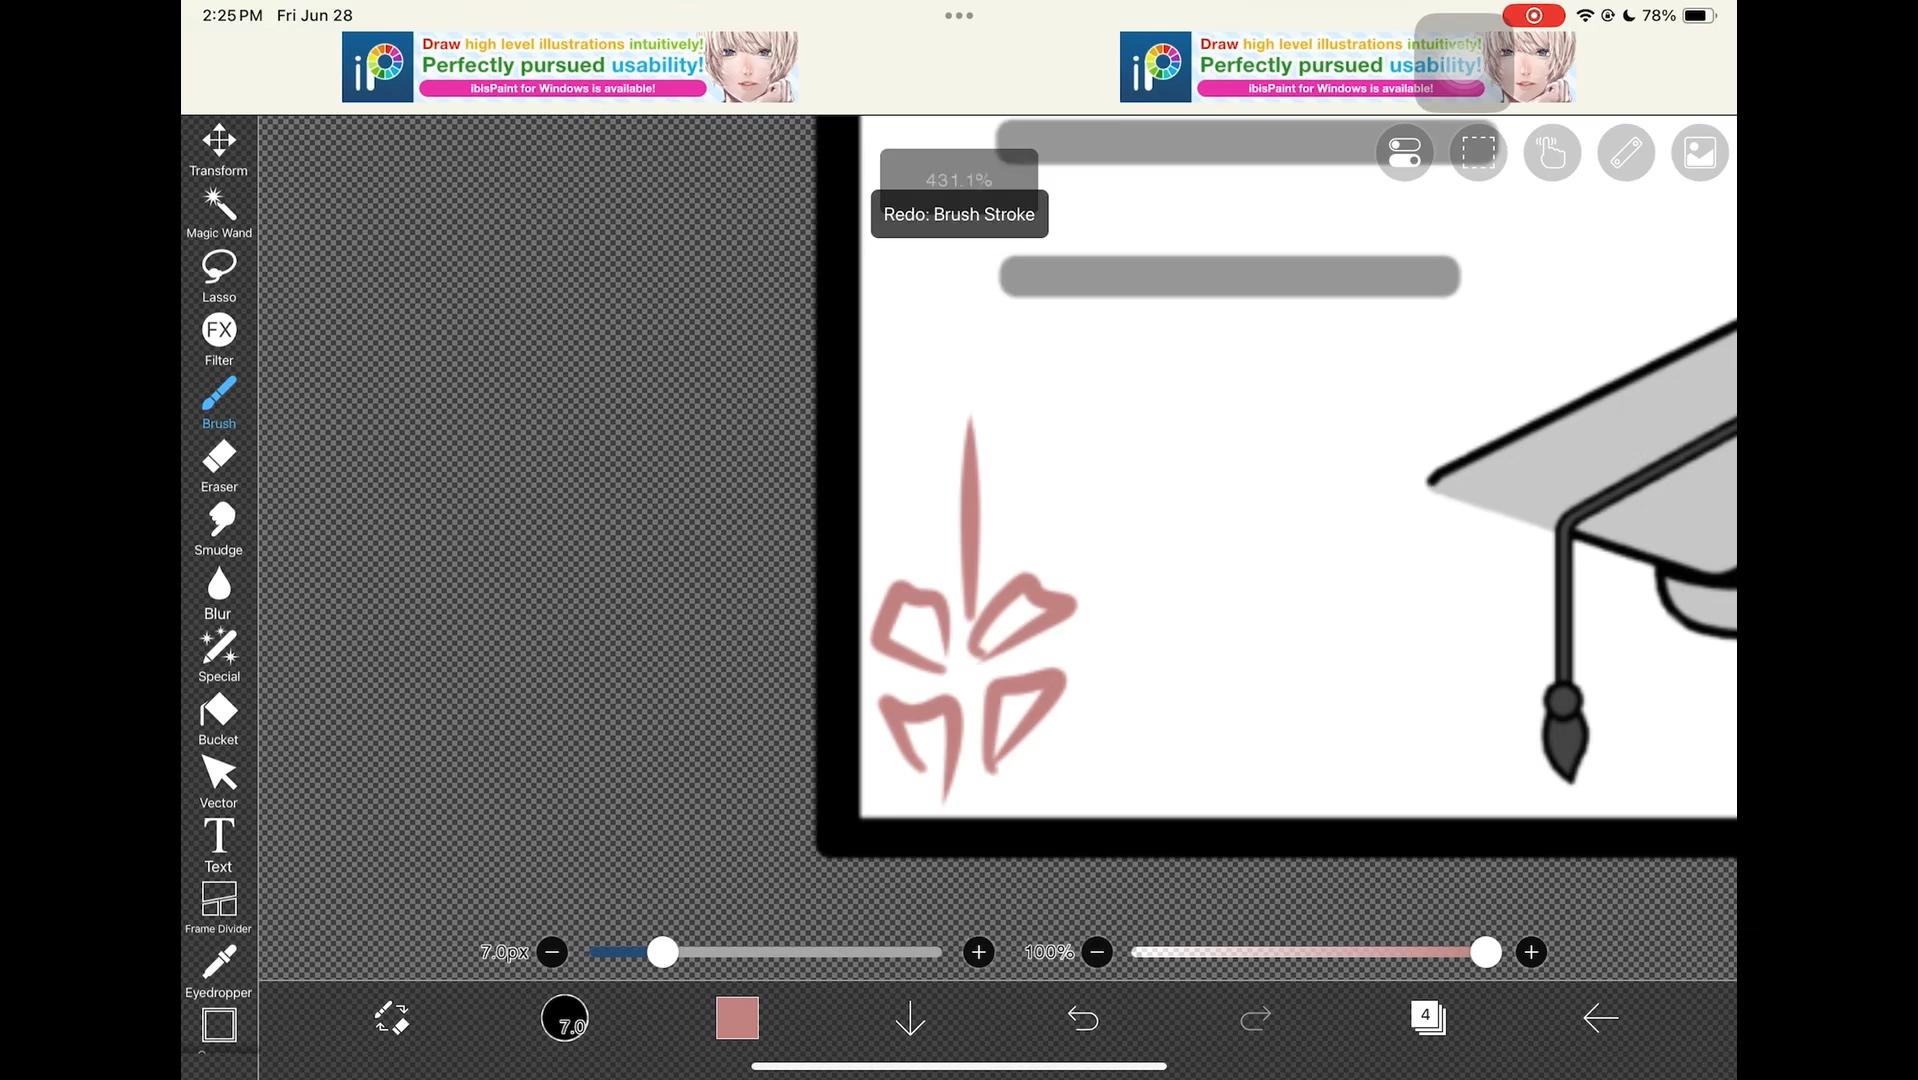 2:25 PM Fri Jun 28
78%
Draw high level illustrations intuitively!
Perfectly pursued usability!
ibisPaint for Windows is available!
Draw high level illustrations intuitively!
Perfectly pursued usability!
ibisPaint for Windows is available!
Transform
Magic Wand
Lasso
FX
Filter
Brush
Eraser
Smudge
Blur
Special
Bucket
Vector
T
Text
Frame Divider
Eyedropper
431.1%
Redo: Brush Stroke
7.0px
100%
7.0
4